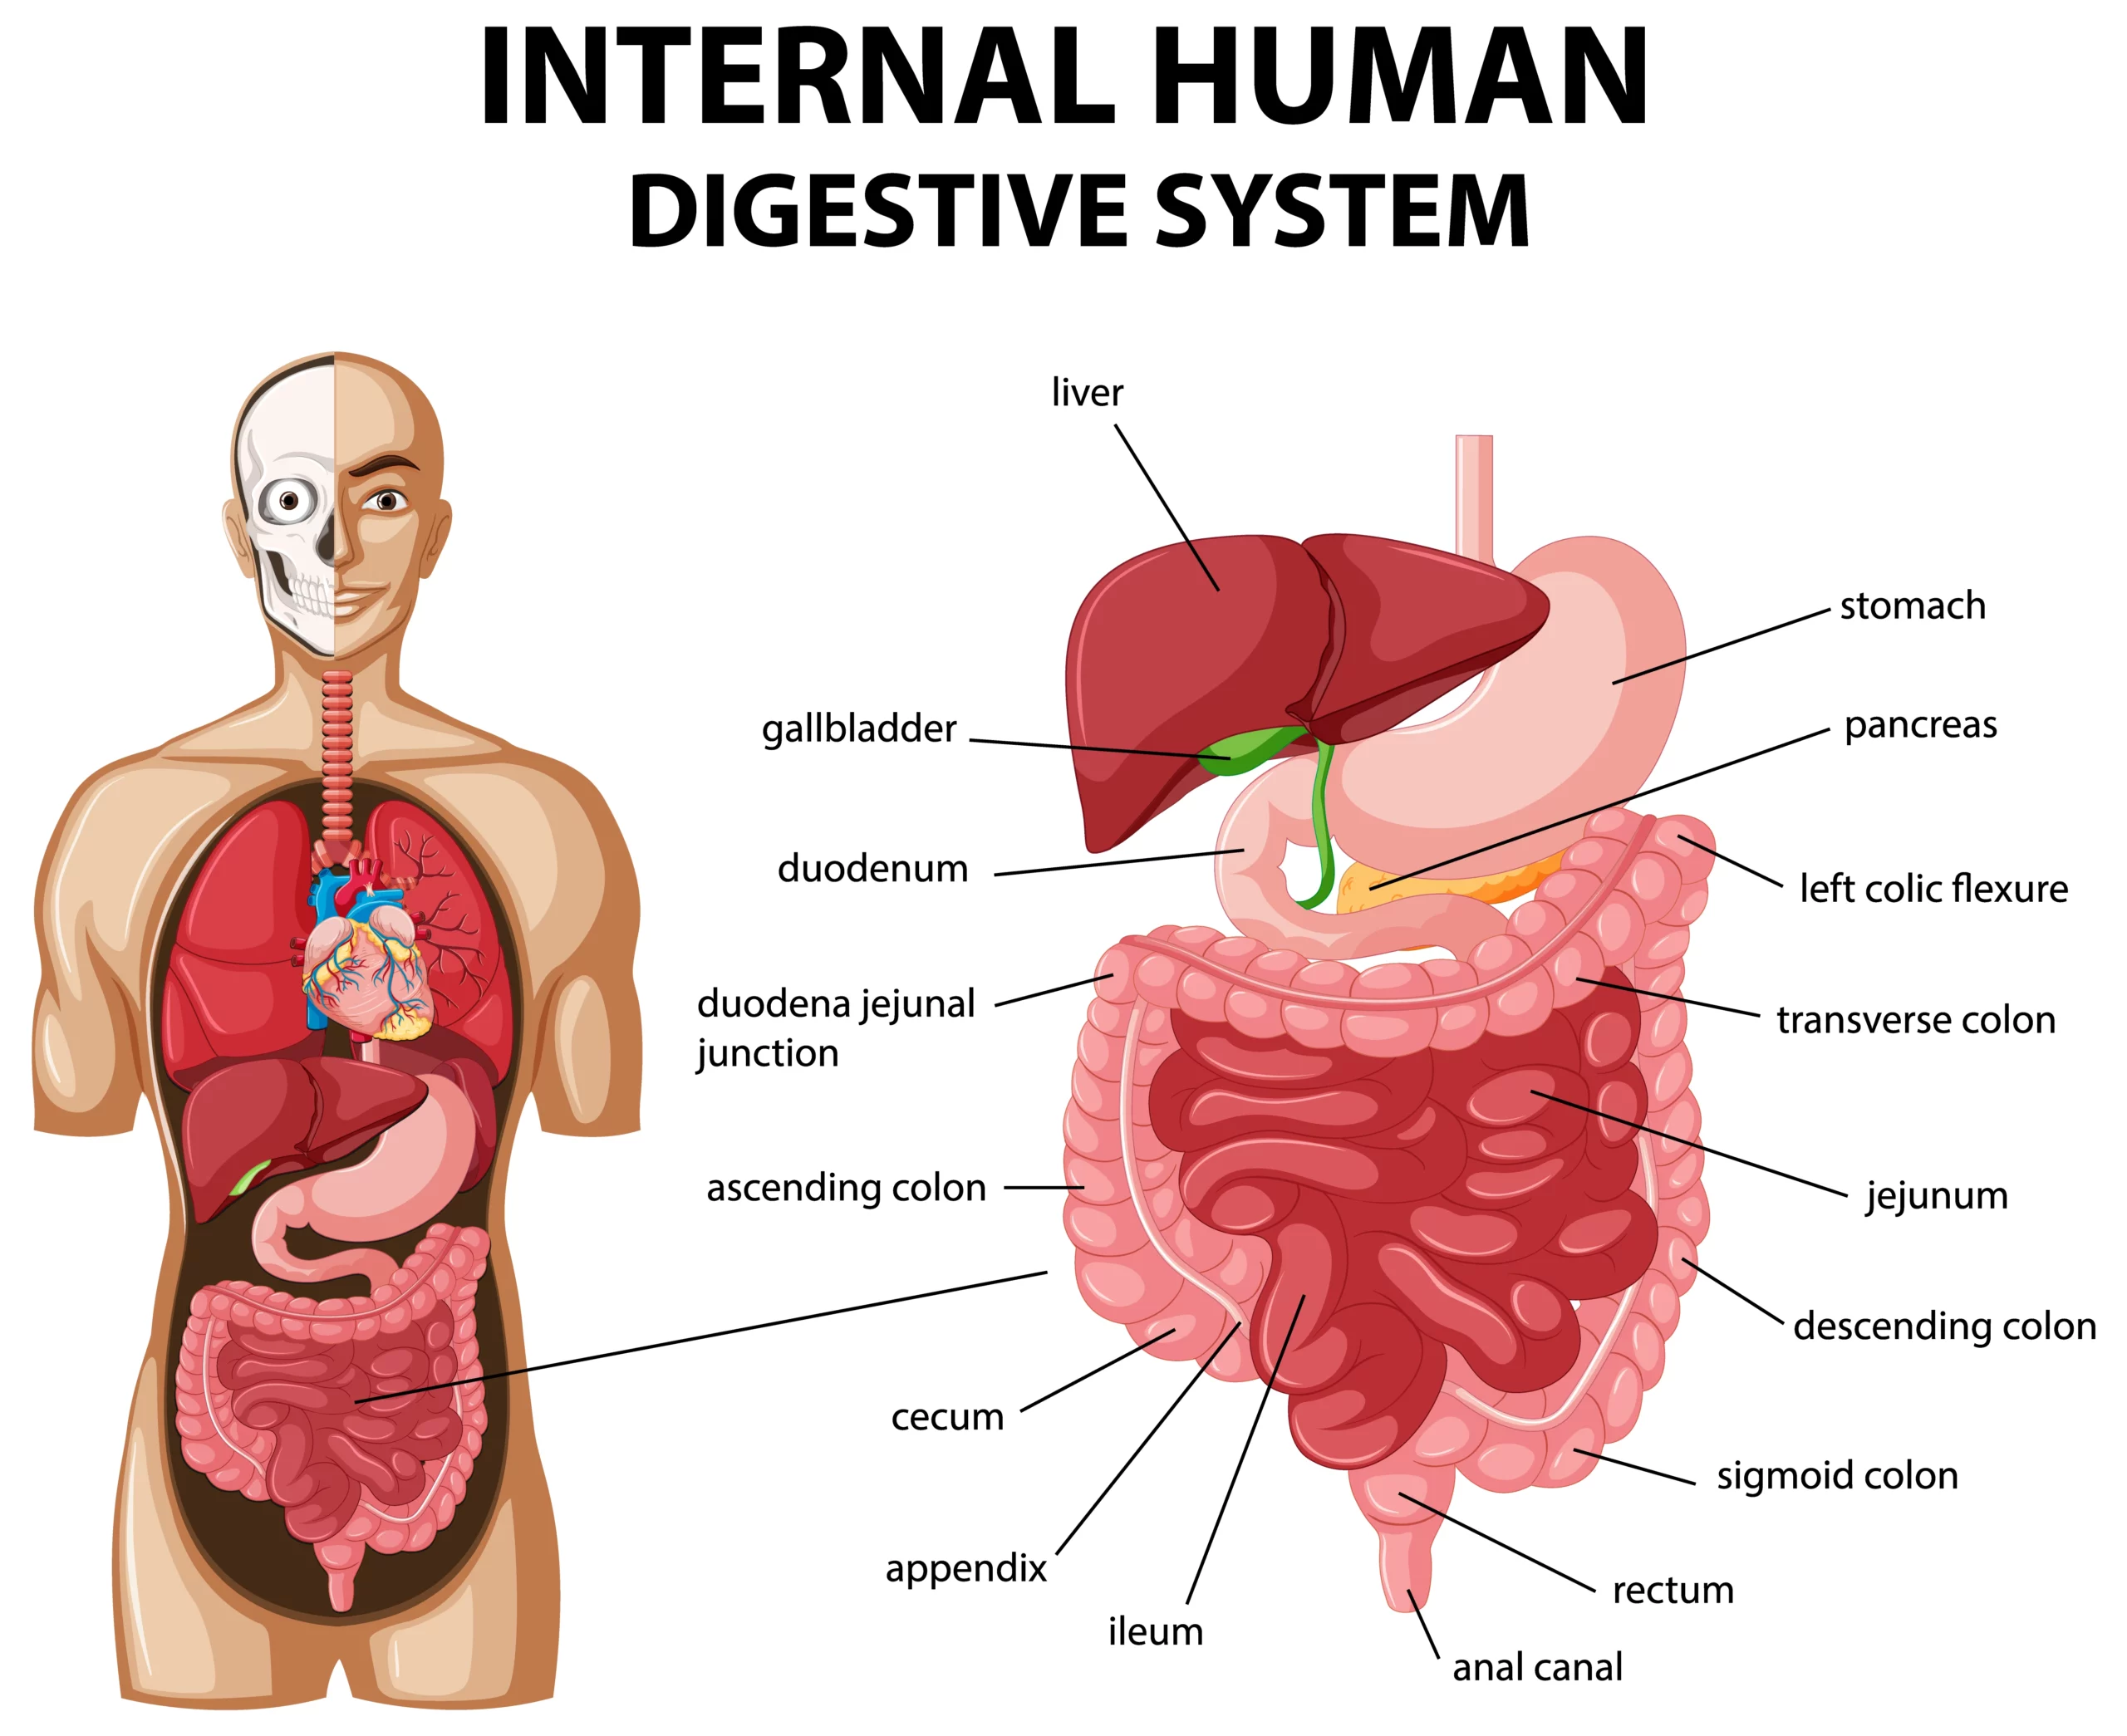 INTERNAL HUMAN
DIGESTIVE SYSTEM
liver
stomach
pancreas
gallbladder
duodenum
left colic flexure
duodena jejunal
junction
transverse colon
ascending colon
jejunum
descending colon
cecum
sigmoid colon
appendix
rectum
ileum
anal canal